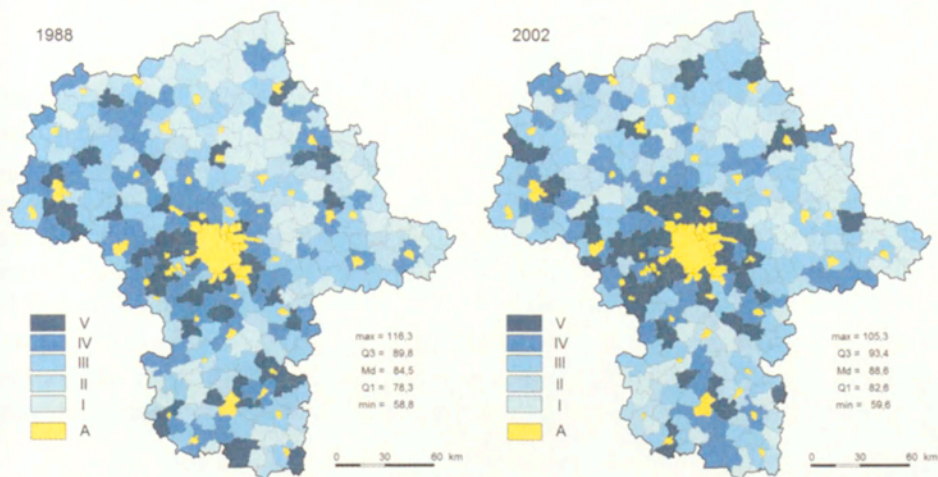 1988
V
IV
III
II
I
A
max = 116,3
Q3 = 89,8
Md = 84,5
Q1 = 78,3
min = 58,8
0 30 60 km
2002
V
IV
III
II
I
A
max = 105,3
Q3 = 93,4
Md = 88,6
Q1 = 82,6
min = 59,6
0 30 60 km